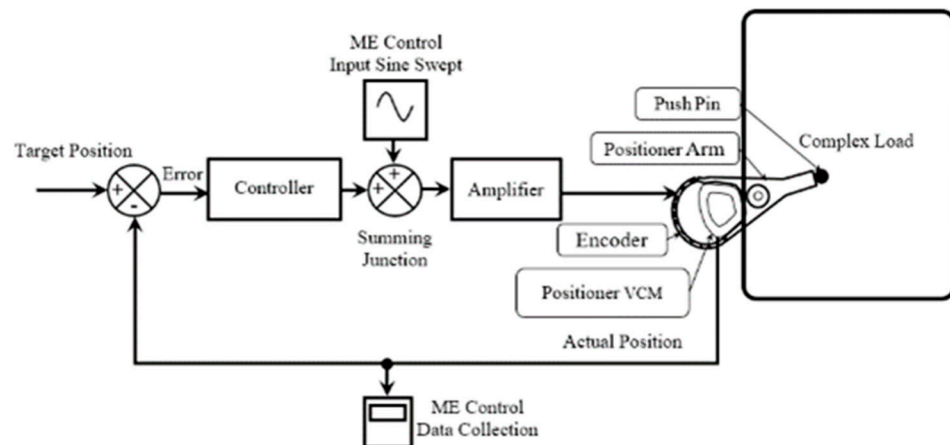 ME Control
Input Sine Swept
Push Pin
Target Position
Positioner Arm
Complex Load
Error
+
-
Controller
+
+
Amplifier
Summing
Junction
Encoder
Positioner VCM
Actual Position
ME Control
Data Collection